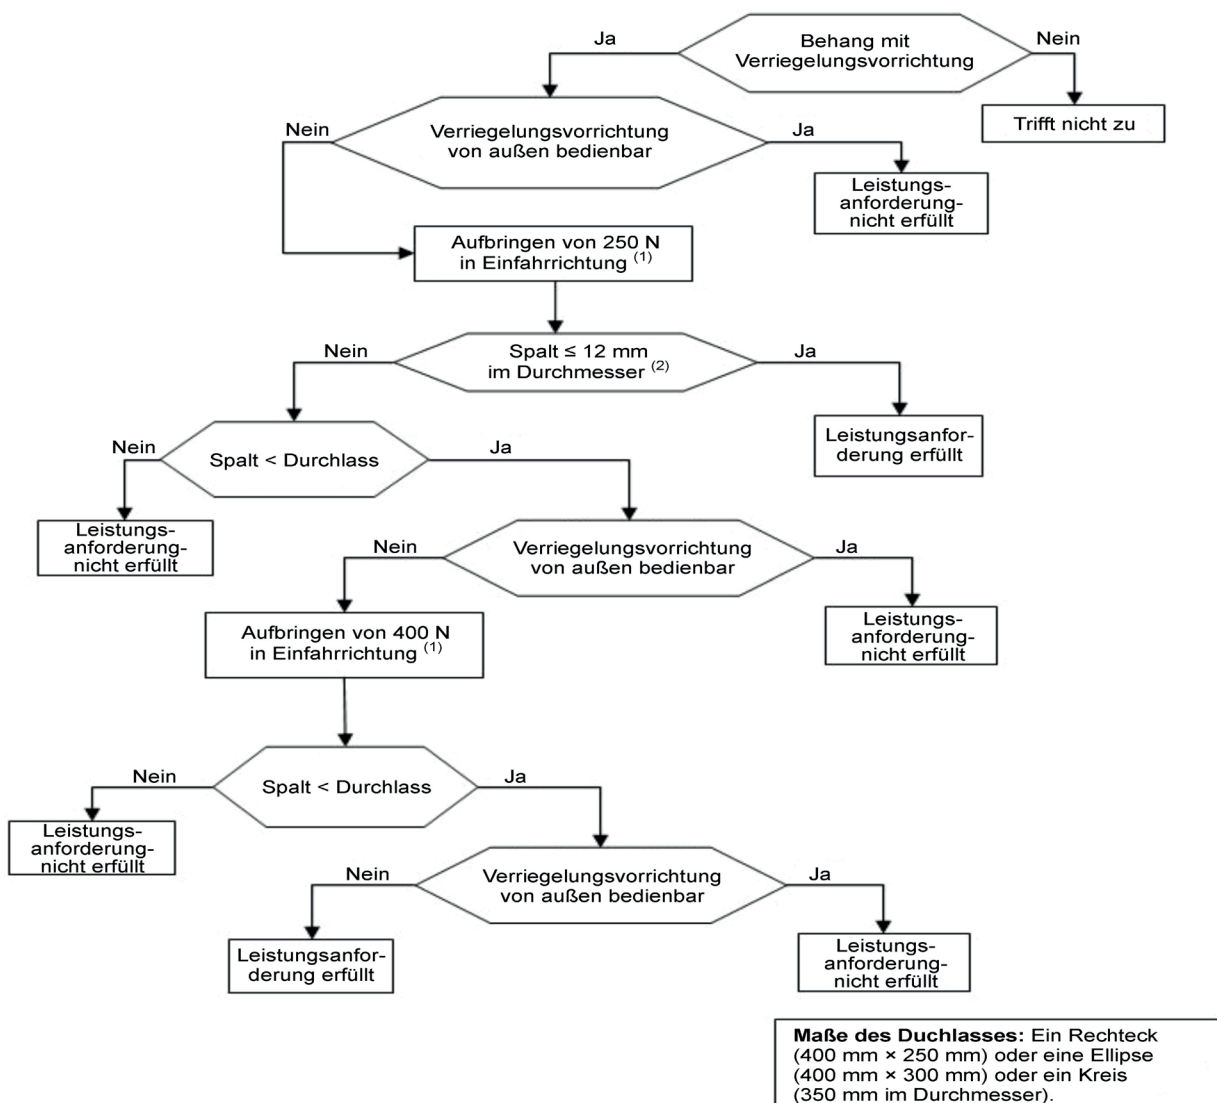 Ja
Behang mit
Verriegelungsvorrichtung
Nein
Trifft nicht zu
Nein
Verriegelungsvorrichtung
von außen bedienbar
Ja
Leistungs-
anforderung-
nicht erfüllt
Aufbringen von 250 N
in Einfahrrichtung (1)
Nein
Spalt ≤ 12 mm
im Durchmesser (2)
Ja
Leistungsanfor-
derung erfüllt
Nein
Spalt < Durchlass
Ja
Leistungs-
anforderung-
nicht erfüllt
Nein
Verriegelungsvorrichtung
von außen bedienbar
Ja
Leistungs-
anforderung-
nicht erfüllt
Aufbringen von 400 N
in Einfahrrichtung (1)
Nein
Spalt < Durchlass
Ja
Leistungs-
anforderung-
nicht erfüllt
Nein
Verriegelungsvorrichtung
von außen bedienbar
Ja
Leistungsanfor-
derung erfüllt
Leistungs-
anforderung-
nicht erfüllt
Maße des Duchlasses: Ein Rechteck
(400 mm × 250 mm) oder eine Ellipse
(400 mm × 300 mm) oder ein Kreis
(350 mm im Durchmesser).